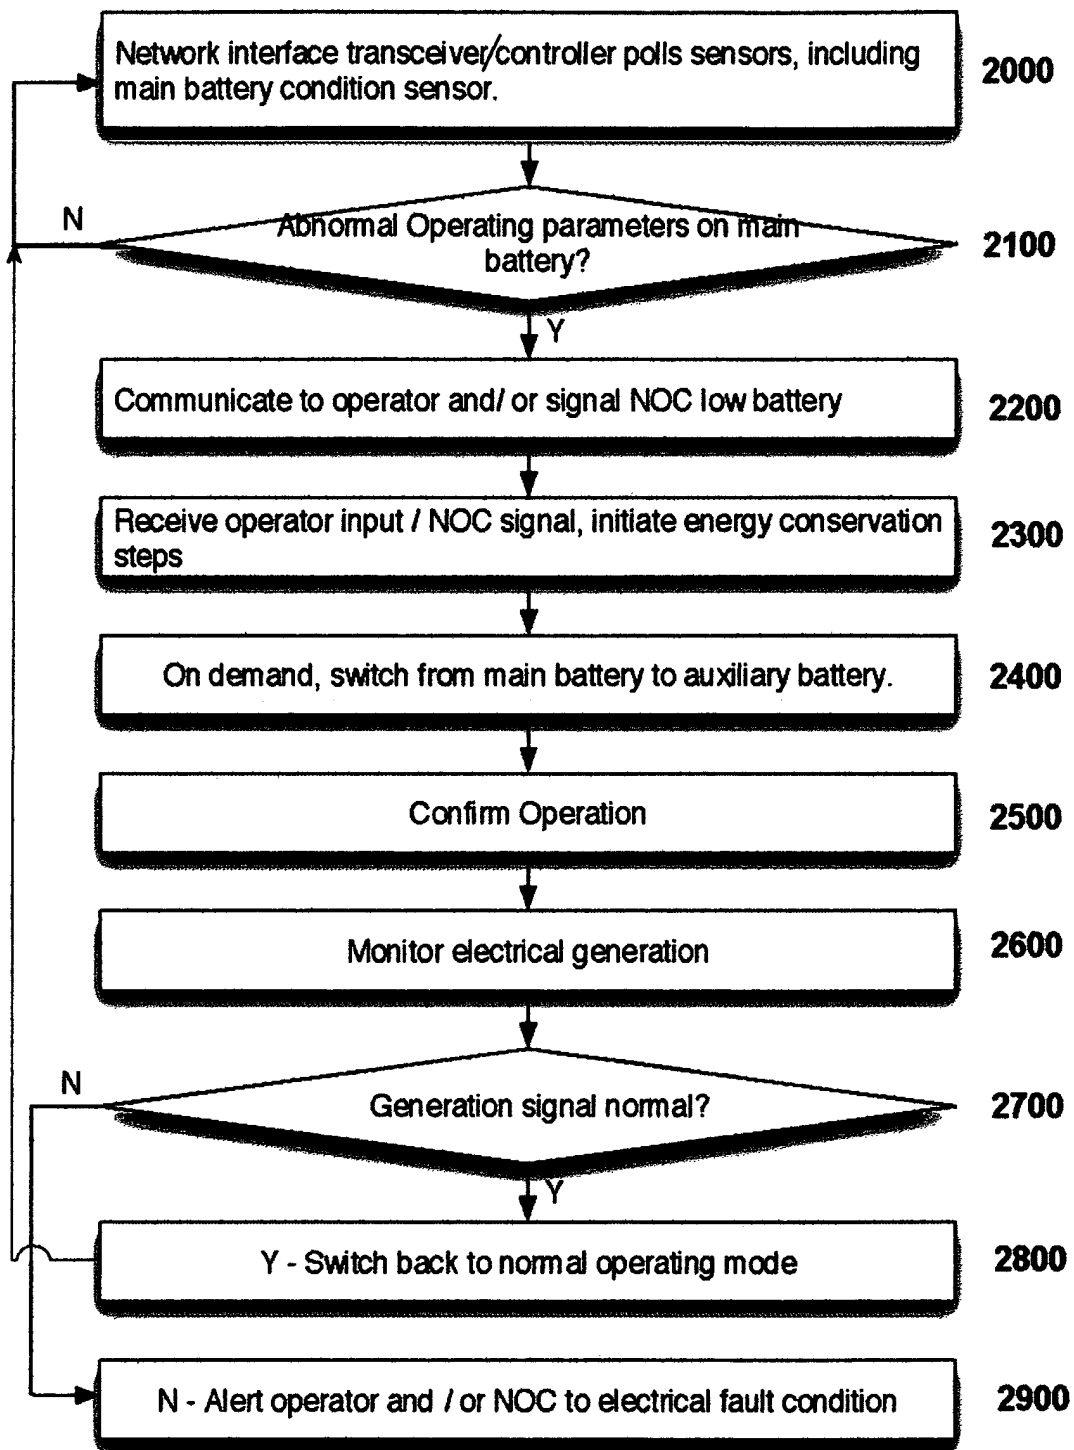 Network interface transceiver/controller polls sensors, including
main battery condition sensor.
2000
N
Abnormal Operating parameters on main
battery?
2100
Y
Communicate to operator and/ or signal NOC low battery
2200
Receive operator input / NOC signal, initiate energy conservation
steps
2300
On demand, switch from main battery to auxiliary battery.
2400
Confirm Operation
2500
Monitor electrical generation
2600
N
Generation signal normal?
2700
Y
Y - Switch back to normal operating mode
2800
N - Alert operator and / or NOC to electrical fault condition
2900